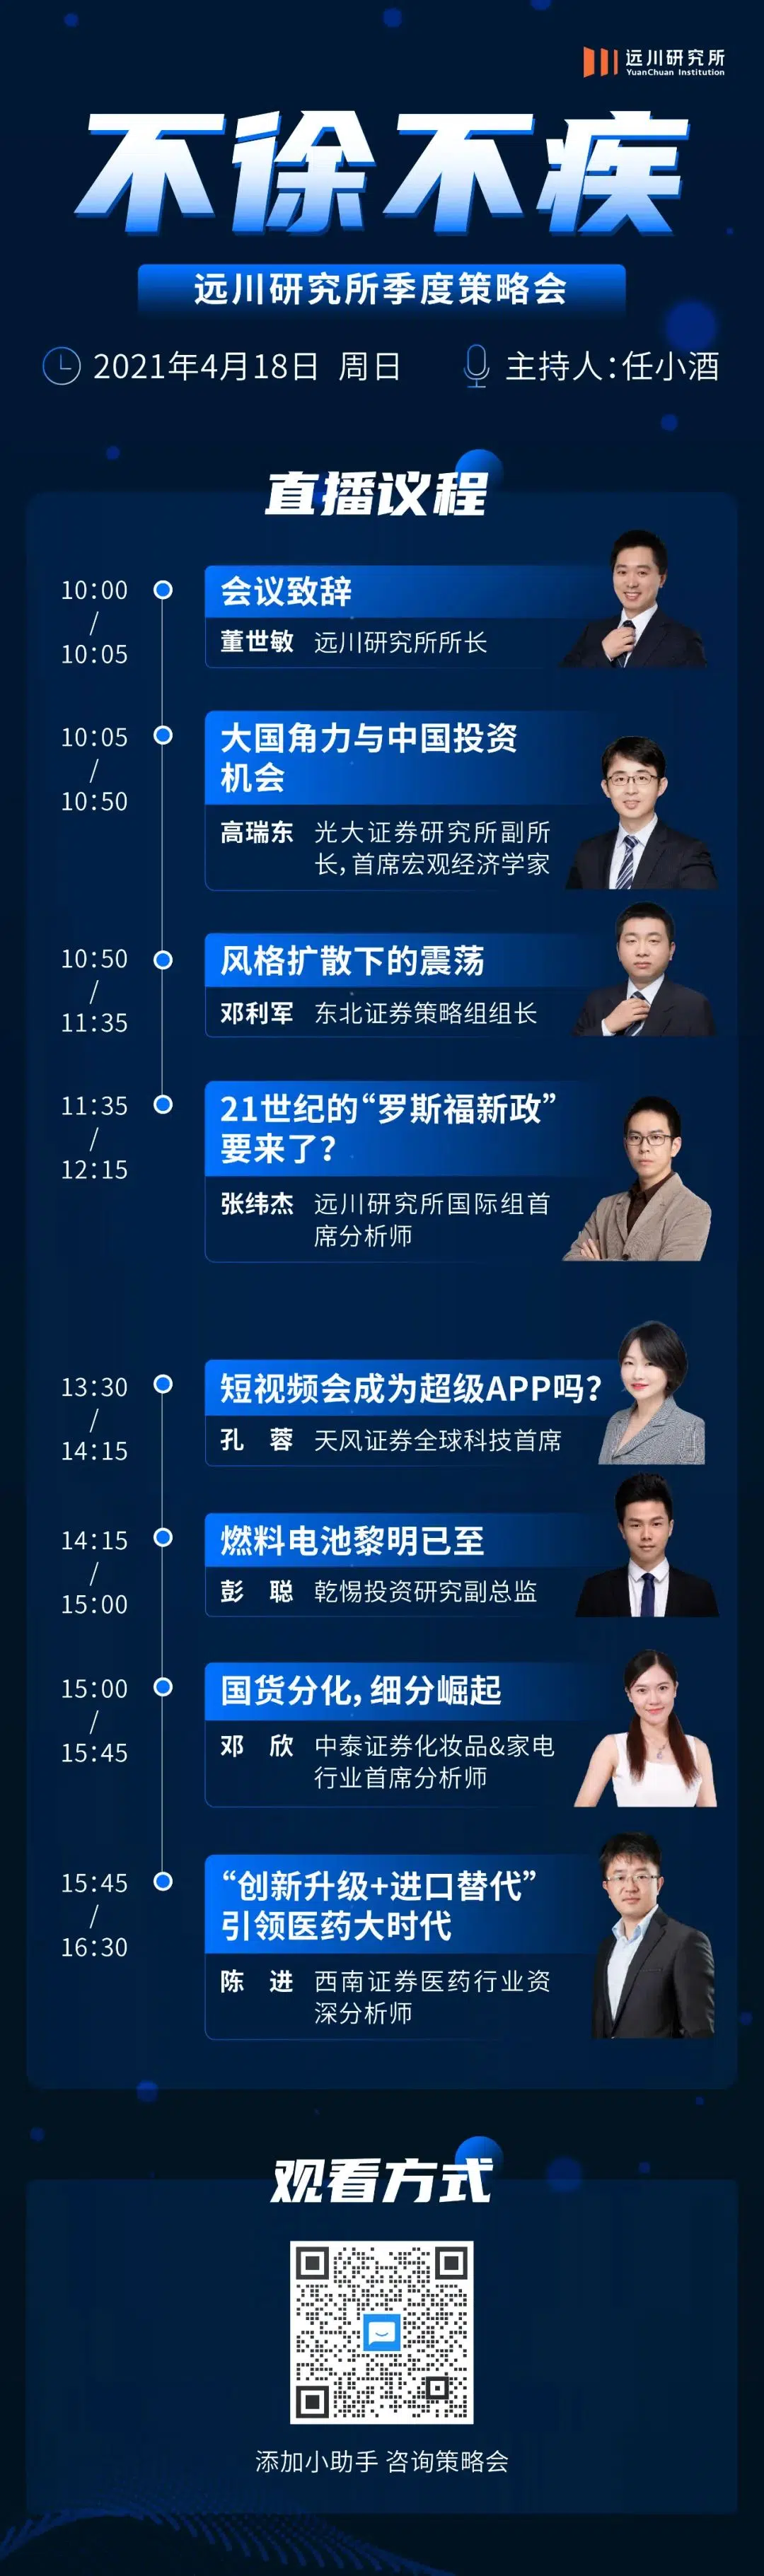 远川研究所
YuanChuan Institution
不徐不疾
远川研究所季度策略会
2021年4月18日 周日
主持人：任小酒
直播议程
10:00
/
10:05
会议致辞
董世敏 远川研究所所长
10:05
/
10:50
大国角力与中国投资
机会
高瑞东 光大证券研究所副所
长，首席宏观经济学家
10:50
/
11:35
风格扩散下的震荡
邓利军 东北证券策略组组长
11:35
/
12:15
21世纪的“罗斯福新政”
要来了？
张纬杰 远川研究所国际组首
席分析师
13:30
/
14:15
短视频会成为超级APP吗？
孔 蓉 天风证券全球科技首席
14:15
/
15:00
燃料电池黎明已至
彭 聪 乾惕投资研究副总监
15:00
/
15:45
国货分化，细分崛起
邓 欣 中泰证券化妆品&家电
行业首席分析师
15:45
/
16:30
“创新升级+进口替代”
引领医药大时代
陈 进 西南证券医药行业资
深分析师
观看方式
添加小助手 咨询策略会